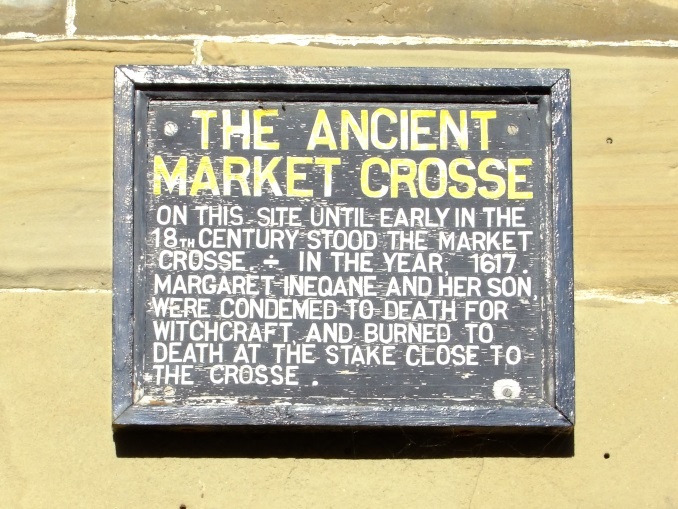 THE ANCIENT
MARKET CROSSE
ON THIS SITE UNTIL EARLY IN THE
18TH CENTURY STOOD THE MARKET
CROSSE. ÷ IN THE YEAR, 1617.
MARGARET INEQANE AND HER SON,
WERE CONDEMED TO DEATH FOR
WITCHCRAFT AND BURNED TO
DEATH AT THE STAKE CLOSE TO
THE CROSSE.